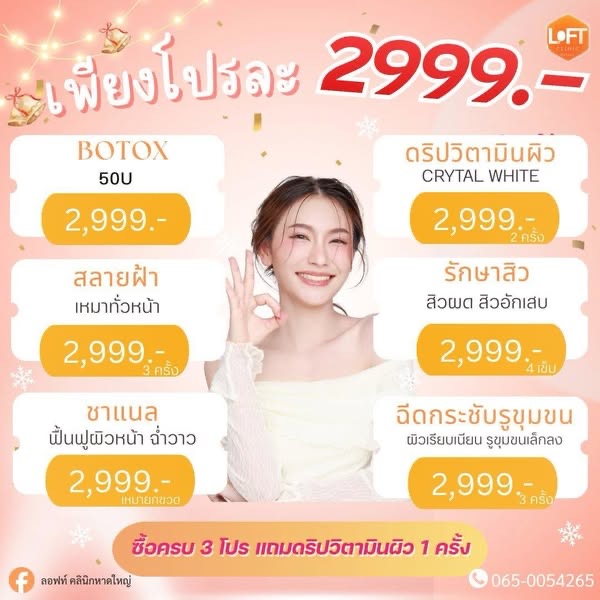 LOFT
CLINIC
เพียงโปรละ 2999.-
BOTOX
50U
2,999.-
ดริปวิตามินผิว
CRYTAL WHITE
2,999.-
2 ครั้ง
สลายฝ้า
เหมาทั่วหน้า
2,999.-
3 ครั้ง
รักษาสิว
สิวผด สิวอักเสบ
2,999.-
4 เข็ม
ชาแนล
ฟื้นฟูผิวหน้า ฉ่ำวาว
2,999.-
เหมายกขวด
ฉีดกระชับรูขุมขน
ผิวเรียบเนียน รูขุมขนเล็กลง
2,999.-
3 ครั้ง
ซื้อครบ 3 โปร แถมดริปวิตามินผิว 1 ครั้ง
ลอฟท์ คลินิกหาดใหญ่
065-0054265